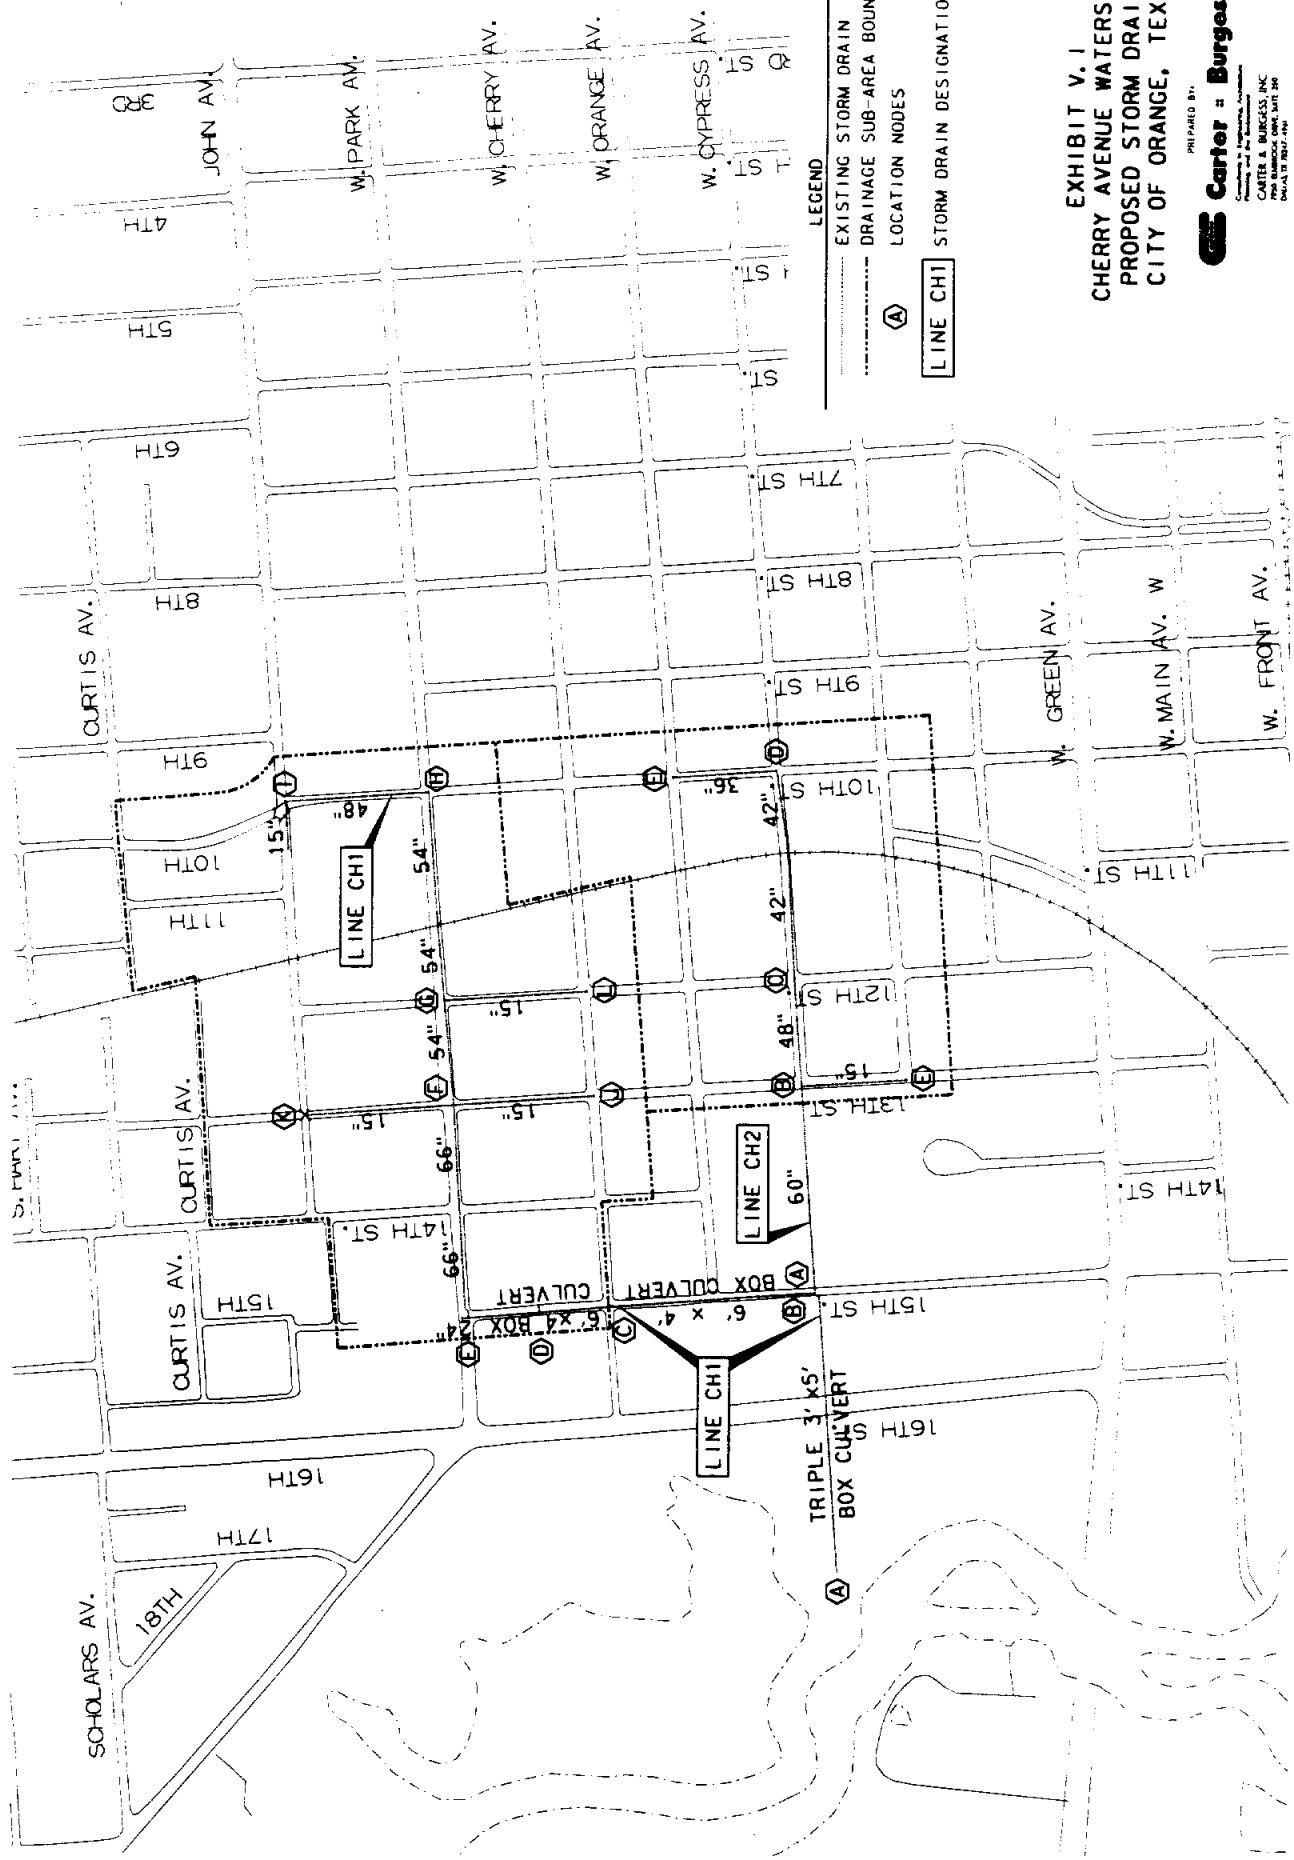 JOHN AV.
W. PARK AV.
W. CHERRY AV.
W. ORANGE AV.
W. CYPRESS AV.
3RD
4TH
5TH
6TH
8TH
9TH
10TH
11TH
CURTIS AV.
CURTIS AV.
CURTIS AV.
SCHOLARS AV.
15TH
16TH
17TH
18TH
14TH ST.
ST.
ST.
ST.
ST.
7TH ST.
8TH ST.
9TH ST.
10TH ST.
11TH ST.
12TH ST.
13TH ST.
14TH ST.
15TH ST.
16TH ST.
W. GREEN AV.
W. MAIN AV. W
W. FRONT AV.
I
H
G
F
E
D
C
B
A
K
J
L
E
D
C
B
E
A
15"
48"
54"
54"
54"
66"
66"
24"
15"
15"
15"
36"
42"
42"
48"
15"
60"
LINE CH1
LINE CH2
LINE CH1
6' x4' BOX CULVERT
6' x 4' BOX CULVERT
TRIPLE 3' x5'
BOX CULVERT
LEGEND
EXISTING STORM DRAIN
DRAINAGE SUB-AREA BOUN
A LOCATION NODES
LINE CH1 STORM DRAIN DESIGNATIO
EXHIBIT V.1
CHERRY AVENUE WATERS
PROPOSED STORM DRAI
CITY OF ORANGE, TEX
PREPARED BY:
Carter & Burges
CARTER & BURGESS, INC